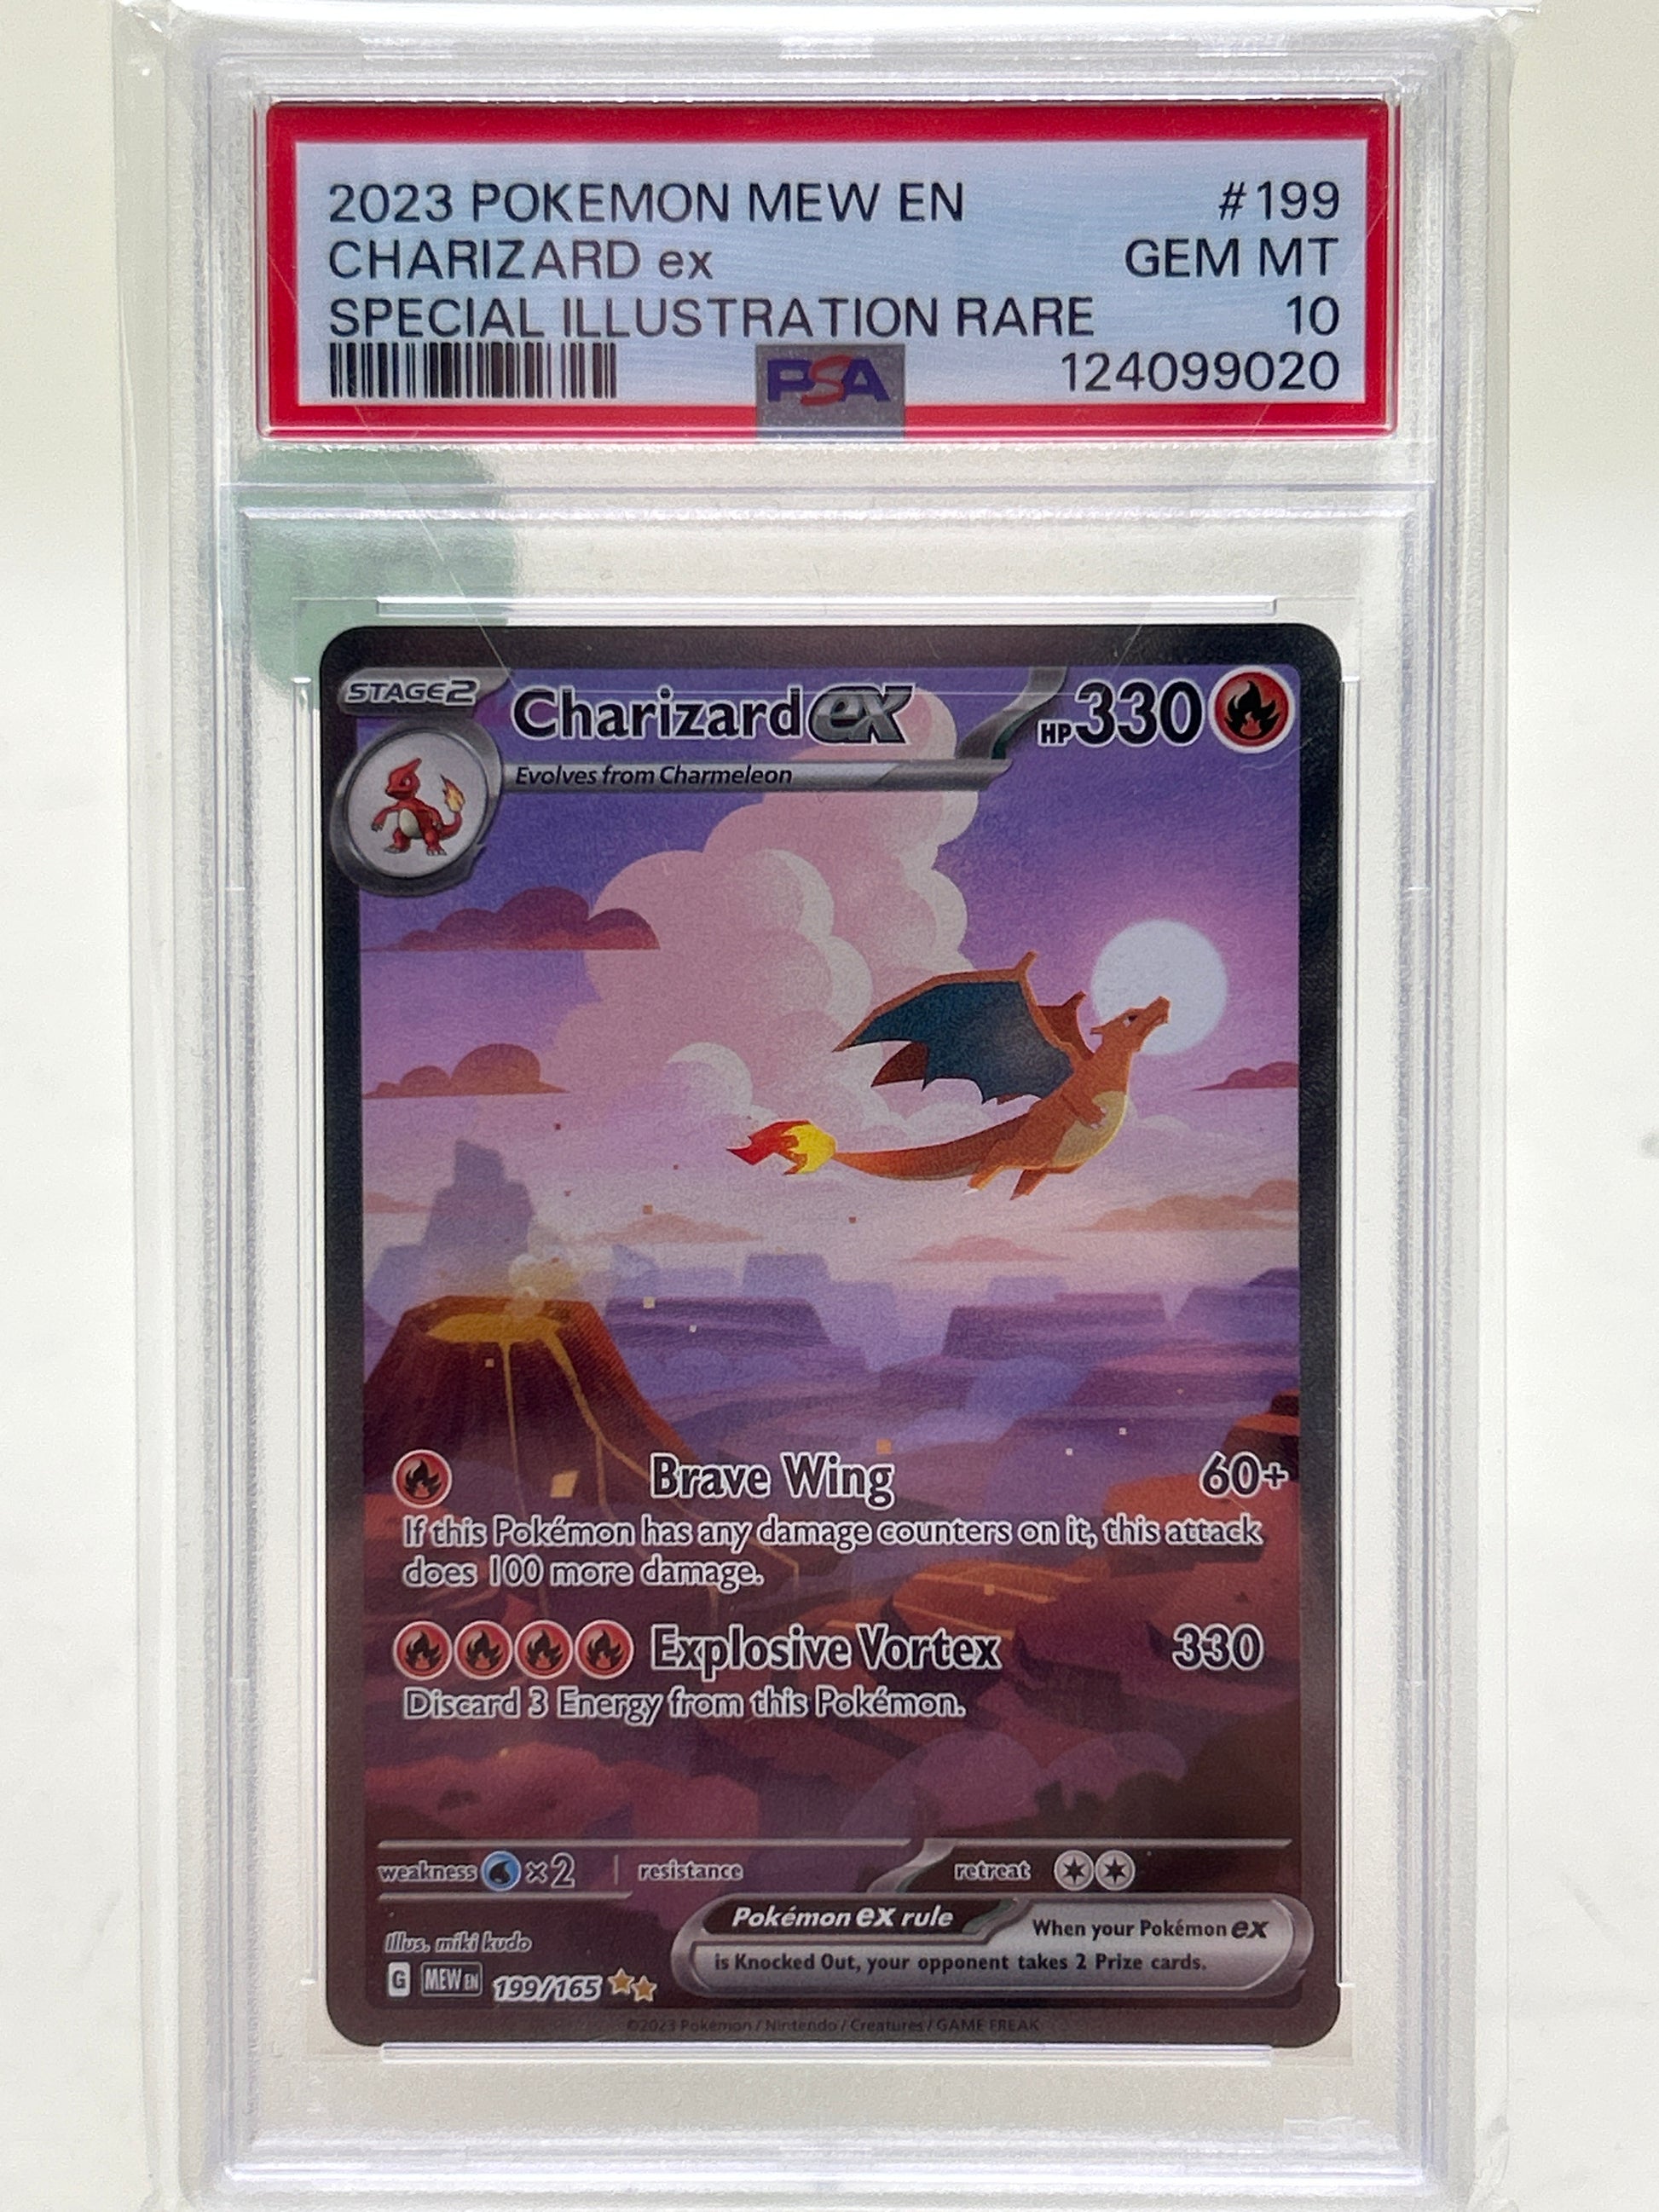 2023 POKEMON MEW EN #199
CHARIZARD ex GEM MT
SPECIAL ILLUSTRATION RARE 10
PSA 124099020
STAGE2 Charizard ex HP330
Evolves from Charmeleon
Brave Wing 60+
If this Pokémon has any damage counters on it, this attack
does 100 more damage.
Explosive Vortex 330
Discard 3 Energy from this Pokémon.
weakness ×2 resistance retreat
Pokémon ex rule When your Pokémon ex
is Knocked Out, your opponent takes 2 Prize cards.
Illus. miki kudo
G MEW EN 199/165
©2023 Pokémon / Nintendo / Creatures / GAME FREAK